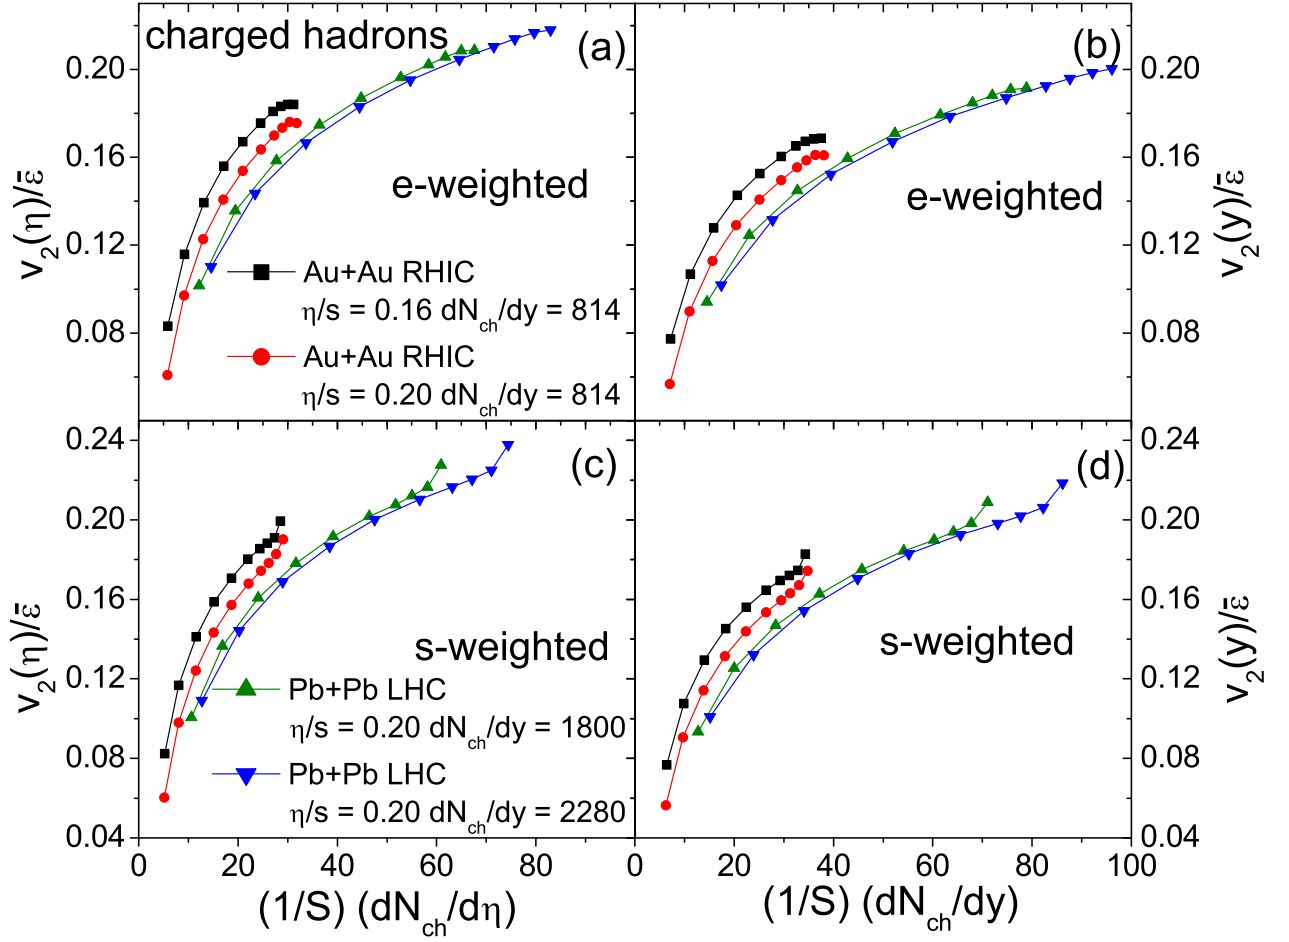 charged hadrons (a)
(b)
0.20
0.16
0.12
0.08
v₂(η)/ε̄
e-weighted
Au+Au RHIC
η/s = 0.16 dN_ch/dy = 814
Au+Au RHIC
η/s = 0.20 dN_ch/dy = 814
e-weighted
0.20
0.16
0.12
0.08
v₂(y)/ε̄
(c)
(d)
0.24
0.20
0.16
0.12
0.08
0.04
v₂(η)/ε̄
s-weighted
Pb+Pb LHC
η/s = 0.20 dN_ch/dy = 1800
Pb+Pb LHC
η/s = 0.20 dN_ch/dy = 2280
s-weighted
0.24
0.20
0.16
0.12
0.08
0.04
v₂(y)/ε̄
0 20 40 60 80 0 20 40 60 80 100
(1/S) (dN_ch/dη)
(1/S) (dN_ch/dy)